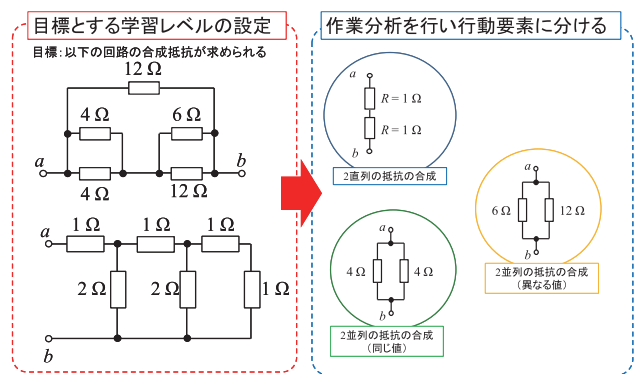 目標とする学習レベルの設定
目標：以下の回路の合成抵抗が求められる
12 Ω
4 Ω
6 Ω
a
b
4 Ω
12 Ω
a
1 Ω
1 Ω
1 Ω
2 Ω
2 Ω
1 Ω
b
作業分析を行い行動要素に分ける
a
R = 1 Ω
R = 1 Ω
b
2直列の抵抗の合成
a
6 Ω
12 Ω
b
2並列の抵抗の合成
（異なる値）
a
4 Ω
4 Ω
b
2並列の抵抗の合成
（同じ値）